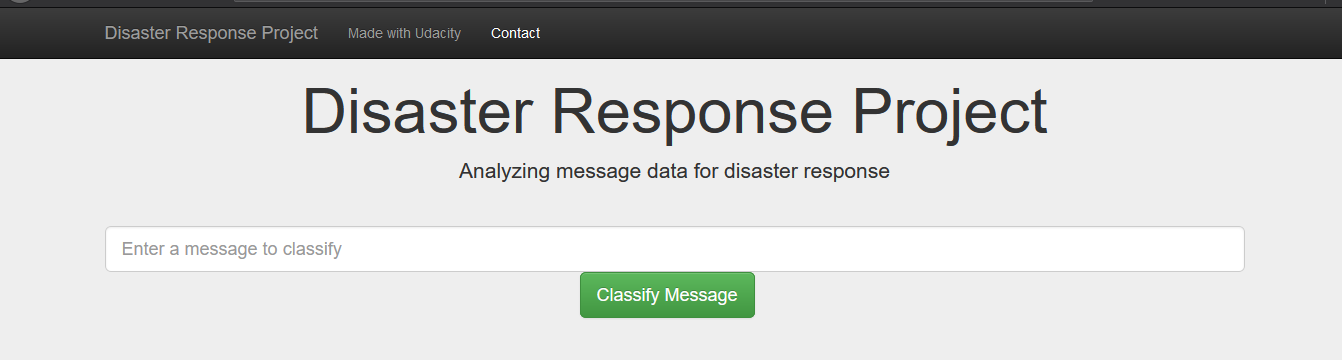 Disaster Response Project Made with Udacity Contact
Disaster Response Project
Analyzing message data for disaster response
Enter a message to classify
Classify Message